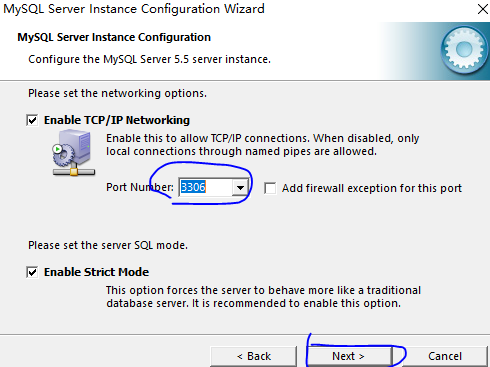 MySQL Server Instance Configuration Wizard
MySQL Server Instance Configuration
Configure the MySQL Server 5.5 server instance.
Please set the networking options.
Enable TCP/IP Networking
Enable this to allow TCP/IP connections. When disabled, only
local connections through named pipes are allowed.
Port Number: 3306 Add firewall exception for this port
Please set the server SQL mode.
Enable Strict Mode
This option forces the server to behave more like a traditional
database server. It is recommended to enable this option.
< Back Next > Cancel